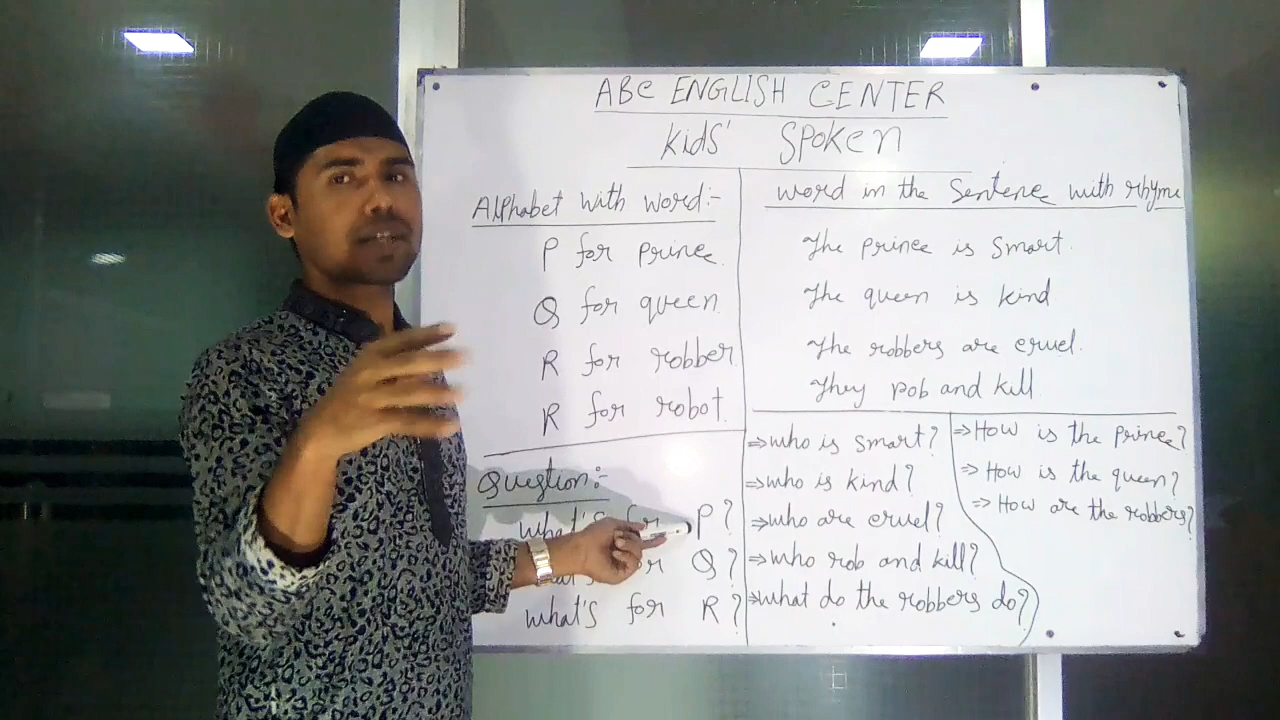 ABC ENGLISH CENTER
Kids' SPOKEN
Alphabet with word:-
P for prince.
Q for queen.
R for robber.
R for robot.
Question:-
what's for P?
what's for Q?
what's for R?
word in the Sentence with rhyme
The prince is smart.
The queen is kind
The robbers are cruel.
They rob and kill.
⇒who is smart?
⇒who is kind?
⇒who are cruel?
⇒who rob and kill?
⇒what do the robbers do?
⇒How is the prince?
⇒How is the queen?
⇒How are the robbers?